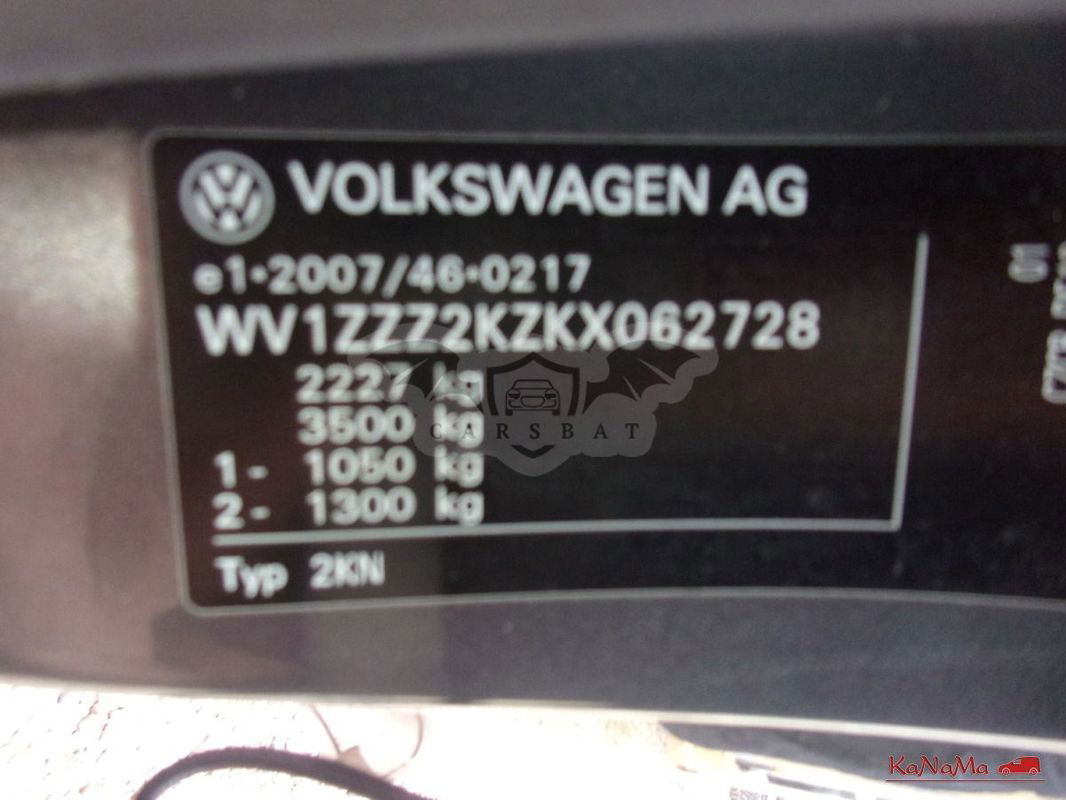 VOLKSWAGEN AG
e1*2007/46*0217
WV1ZZZ2KZKX062728
2227 kg
3500 kg
1- 1050 kg
2- 1300 kg
Typ 2KN
01
CARSBAT
KaNaMa